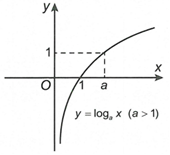 y
1
O
1
a
x
y = logₐ x (a > 1)